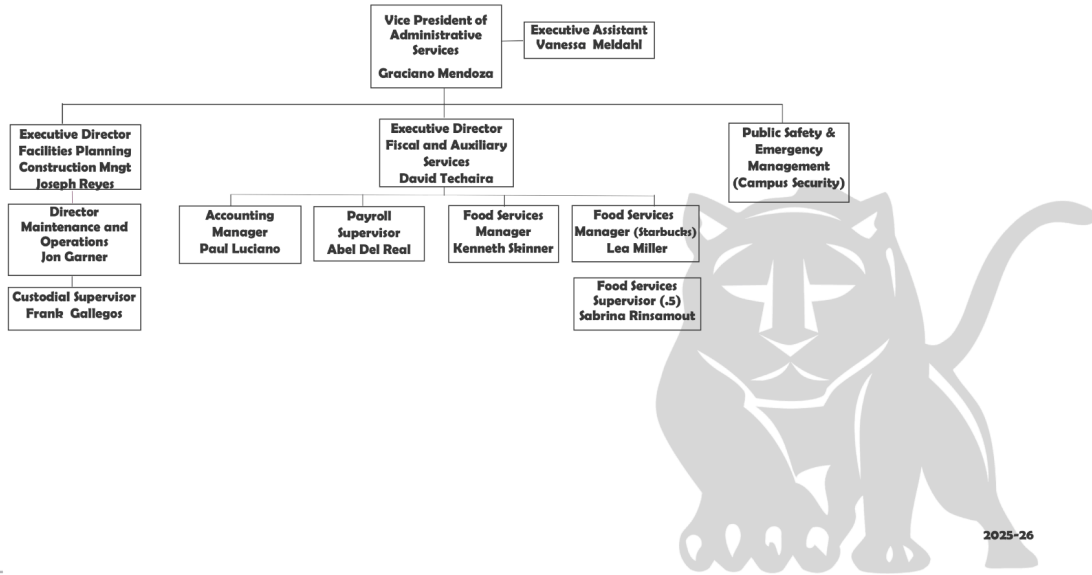 Vice President of
Administrative
Services
Graciano Mendoza
Executive Assistant
Vanessa Meldahl
Executive Director
Facilities Planning
Construction Mngt
Joseph Reyes
Director
Maintenance and
Operations
Jon Garner
Custodial Supervisor
Frank Gallegos
Executive Director
Fiscal and Auxiliary
Services
David Techaira
Accounting
Manager
Paul Luciano
Payroll
Supervisor
Abel Del Real
Food Services
Manager
Kenneth Skinner
Food Services
Manager (Starbucks)
Lea Miller
Food Services
Supervisor (.5)
Sabrina Rinsamout
Public Safety &
Emergency
Management
(Campus Security)
2025-26